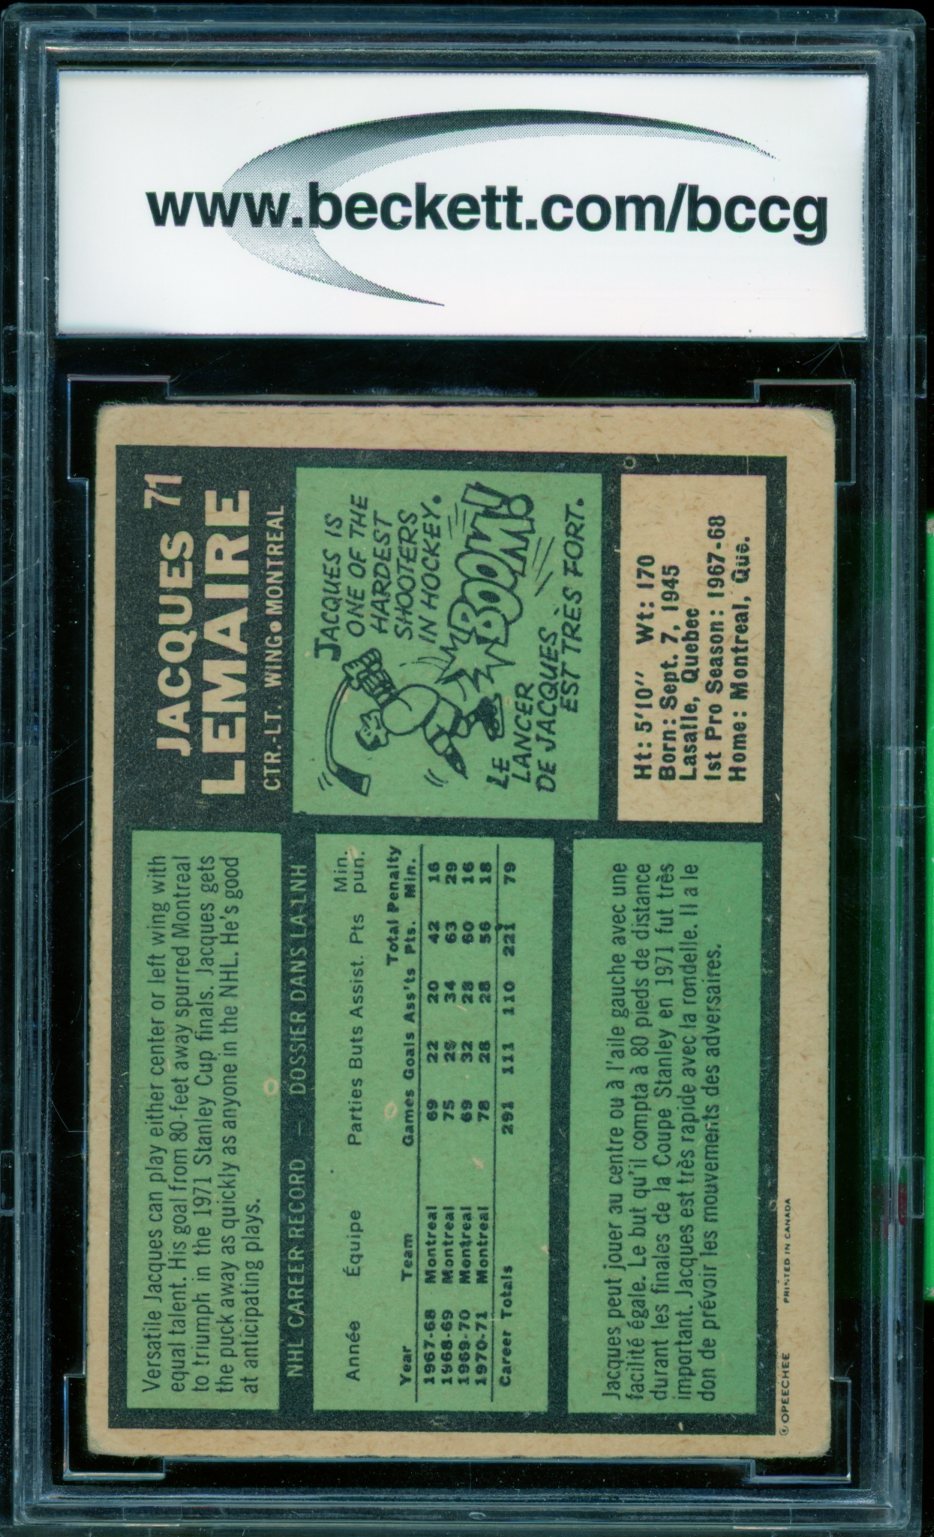 www.beckett.com/bccg
JACQUES 71
LEMAIRE
CTR.-LT. WING•MONTREAL
Versatile Jacques can play either center or left wing with
equal talent. His goal from 80-feet away spurred Montreal
to triumph in the 1971 Stanley Cup finals. Jacques gets
the puck away as quickly as anyone in the NHL. He's good
at anticipating plays.
JACQUES IS
ONE OF THE
HARDEST
SHOOTERS
IN HOCKEY.
BOOM!
LE
LANCER
DE JACQUES
EST TRÈS FORT.
NHL CAREER RECORD — DOSSIER DANS LA LNH
Année Équipe Parties Buts Assist. Pts Min. pun.
Year Team Games Goals Ass'ts Total Pts. Penalty Min.
1967-68 Montreal 69 22 20 42 16
1968-69 Montreal 75 29 34 63 29
1969-70 Montreal 69 32 28 60 16
1970-71 Montreal 78 28 28 56 18
Career Totals 291 111 110 221 79
Ht: 5'10" Wt: 170
Born: Sept. 7, 1945
Lasalle, Quebec
1st Pro Season: 1967-68
Home: Montreal, Que.
Jacques peut jouer au centre ou à l'aile gauche avec une
facilité égale. Le but qu'il compta à 80 pieds de distance
durant les finales de la Coupe Stanley en 1971 fut très
important. Jacques est très rapide avec la rondelle. Il a le
don de prévoir les mouvements des adversaires.
© OPEECHEE PRINTED IN CANADA